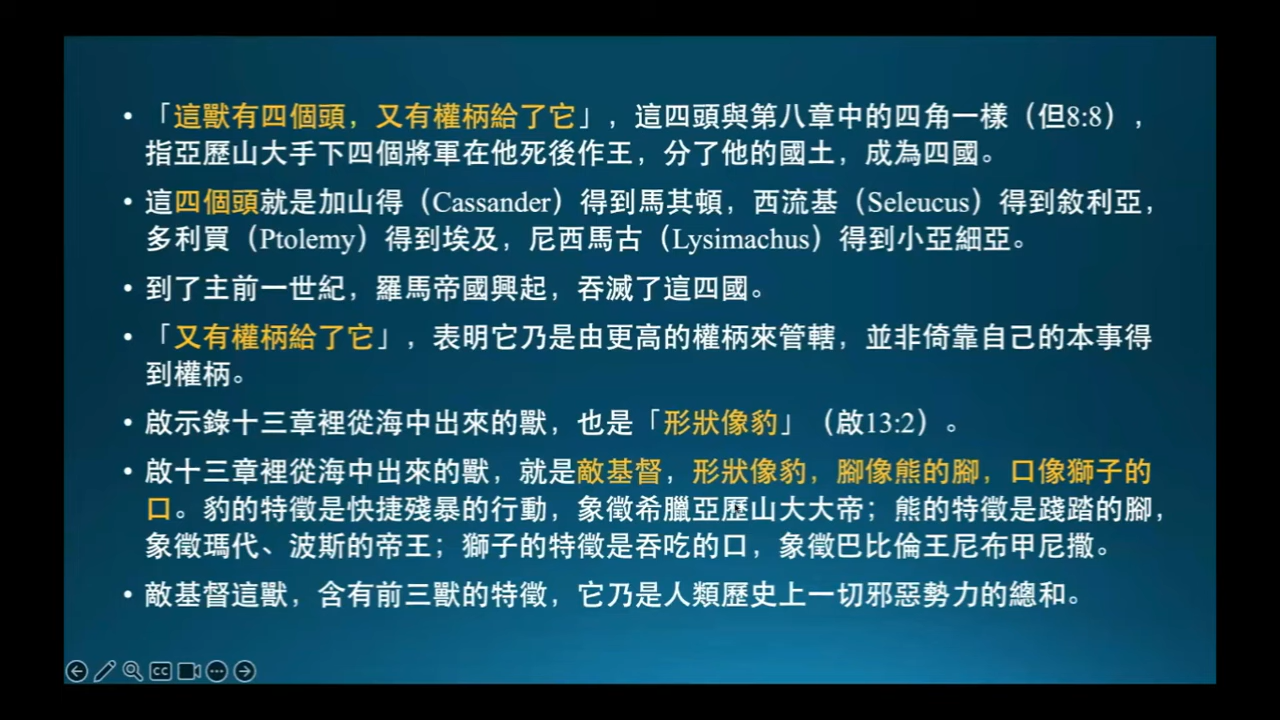 • 「這獸有四個頭，又有權柄給了它」，這四頭與第八章中的四角一樣（但8:8），
指亞歷山大手下四個將軍在他死後作王，分了他的國土，成為四國。
• 這四個頭就是加山得（Cassander）得到馬其頓，西流基（Seleucus）得到敘利亞，
多利買（Ptolemy）得到埃及，尼西馬古（Lysimachus）得到小亞細亞。
• 到了主前一世紀，羅馬帝國興起，吞滅了這四國。
• 「又有權柄給了它」，表明它乃是由更高的權柄來管轄，並非倚靠自己的本事得
到權柄。
• 啟示錄十三章裡從海中出來的獸，也是「形狀像豹」（啟13:2）。
• 啟十三章裡從海中出來的獸，就是敵基督，形狀像豹，腳像熊的腳，口像獅子的
口。豹的特徵是快捷殘暴的行動，象徵希臘亞歷山大大帝；熊的特徵是踐踏的腳，
象徵瑪代、波斯的帝王；獅子的特徵是吞吃的口，象徵巴比倫王尼布甲尼撒。
• 敵基督這獸，含有前三獸的特徵，它乃是人類歷史上一切邪惡勢力的總和。
CC